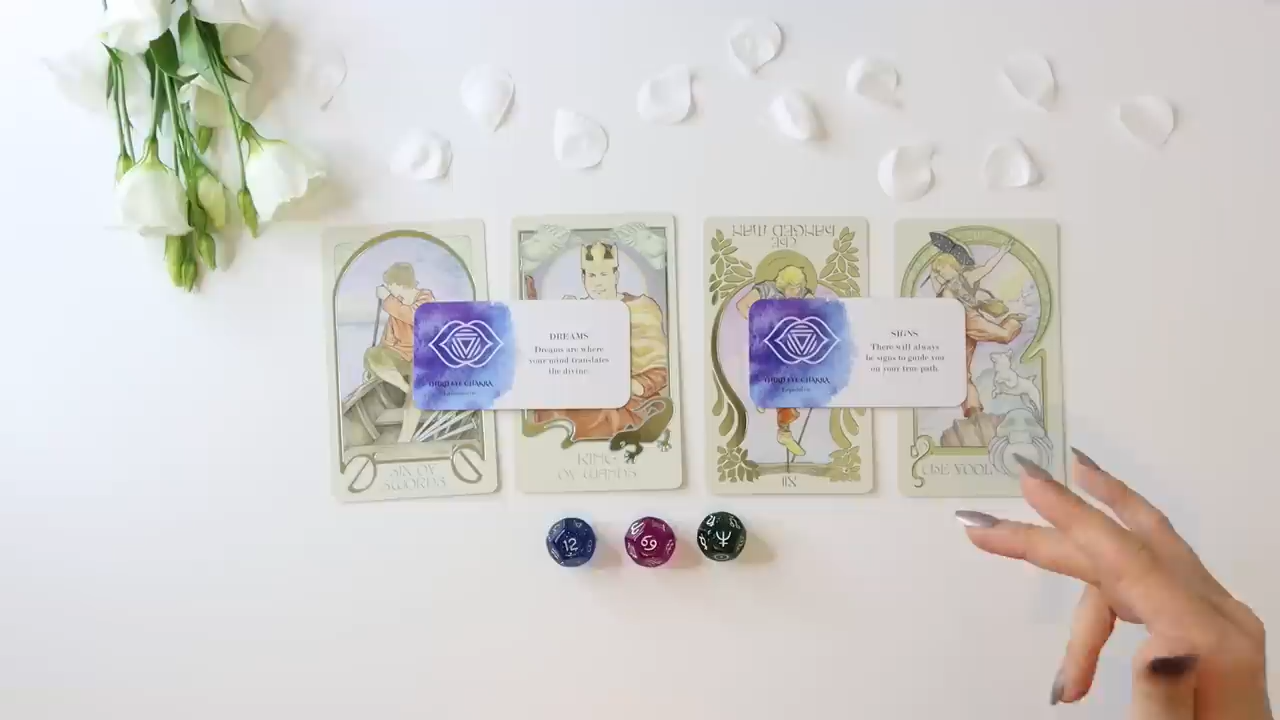 THE
HANGED MAN
DREAMS
Dreams are where
your mind translates
the divine.
THIRD EYE CHAKRA
SIGNS
There will always
be signs to guide you
on your true path.
THIRD EYE CHAKRA
SIX OF
SWORDS
KING
OF WANDS
XII
THE FOOL
12